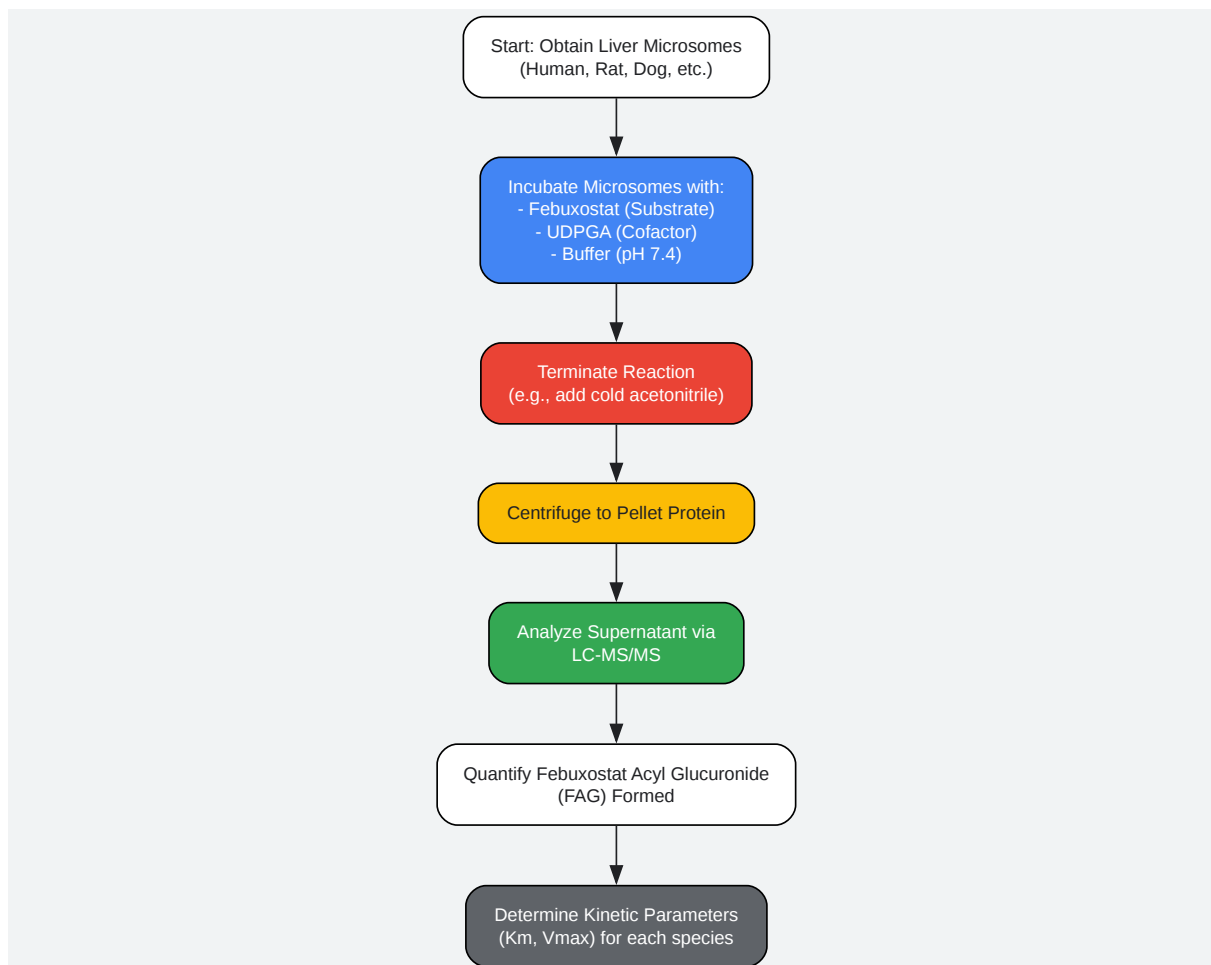 Start: Obtain Liver Microsomes
(Human, Rat, Dog, etc.)
Incubate Microsomes with:
- Febuxostat (Substrate)
- UDPGA (Cofactor)
- Buffer (pH 7.4)
Terminate Reaction
(e.g., add cold acetonitrile)
Centrifuge to Pellet Protein
Analyze Supernatant via
LC-MS/MS
Quantify Febuxostat Acyl Glucuronide
(FAG) Formed
Determine Kinetic Parameters
(Km, Vmax) for each species